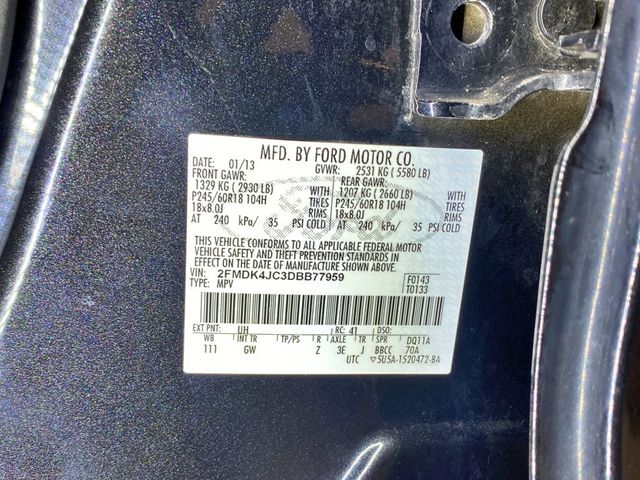 MFD. BY FORD MOTOR CO.
DATE: 01/13 GVWR: 2531 KG ( 5580 LB)
FRONT GAWR: REAR GAWR:
1329 KG ( 2930 LB) WITH 1207 KG ( 2660 LB) WITH
P245/60R18 104H TIRES P245/60R18 104H TIRES
18x8.0J RIMS 18x8.0J RIMS
AT 240 kPa/ 35 PSI COLD AT 240 kPa/ 35 PSI COLD
THIS VEHICLE CONFORMS TO ALL APPLICABLE FEDERAL MOTOR
VEHICLE SAFETY AND THEFT PREVENTION STANDARDS IN
EFFECT ON THE DATE OF MANUFACTURE SHOWN ABOVE.
VIN: 2FMDK4JC3DBB77959 F0143
TYPE: MPV T0133
EXT PNT: UH RC: 41 DSO:
WB INT TR TP/PS R AXLE TR SPR DQ11A
111 GW Z 3E J BBCC 70A
UTC ▽5U5A-1520472-BA
Ford